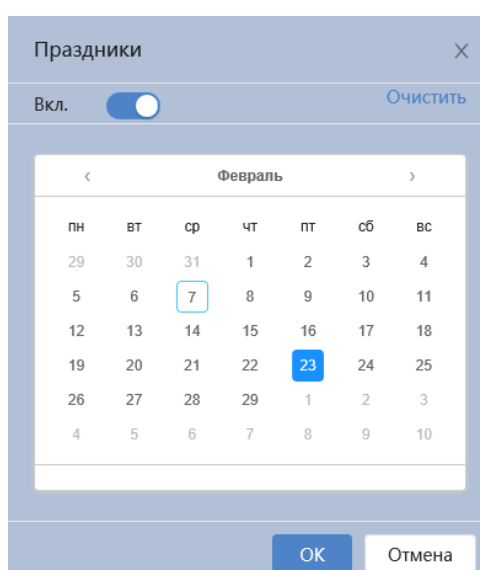 Праздники
Вкл. Очистить
Февраль
пн вт ср чт пт сб вс
29 30 31 1 2 3 4
5 6 7 8 9 10 11
12 13 14 15 16 17 18
19 20 21 22 23 24 25
26 27 28 29 1 2 3
4 5 6 7 8 9 10
OK Отмена